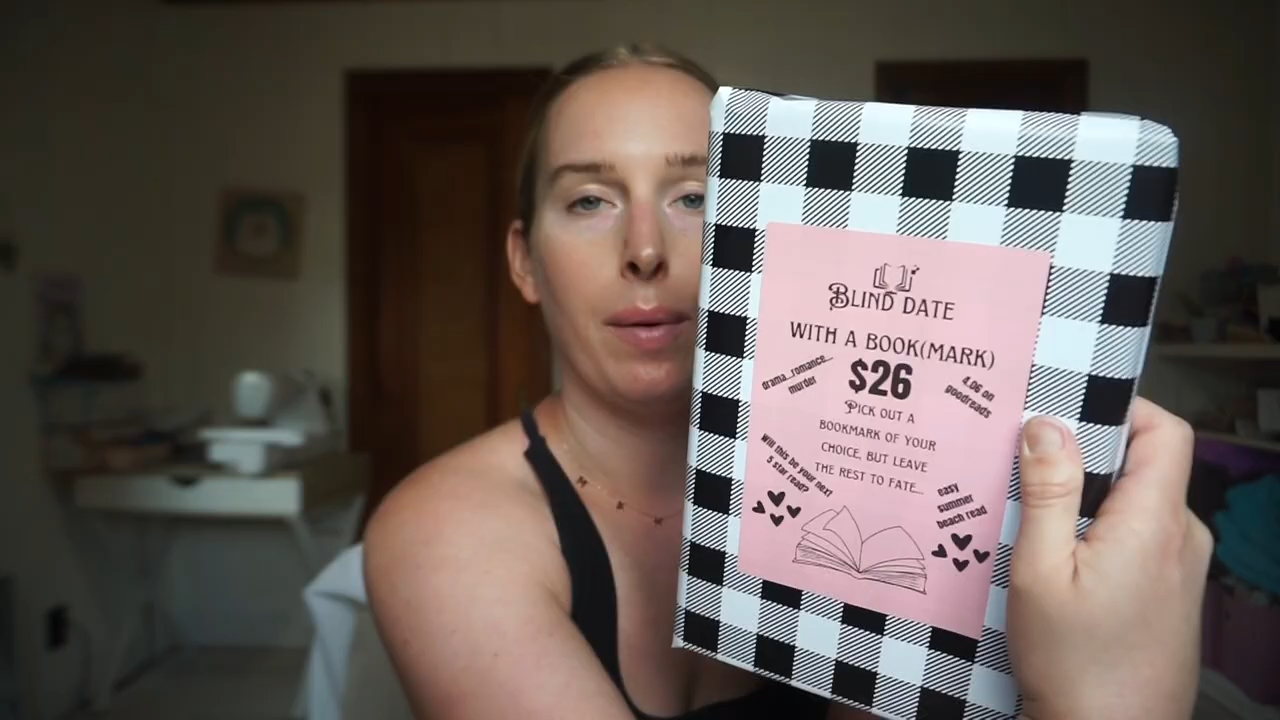 BLIND DATE
WITH A BOOK(MARK)
drama...romance...
murder
$26
4.06 on
goodreads
PICK OUT A
BOOKMARK OF YOUR
CHOICE, BUT LEAVE
THE REST TO FATE...
Will this be your next
5 star read?
easy
summer
beach read